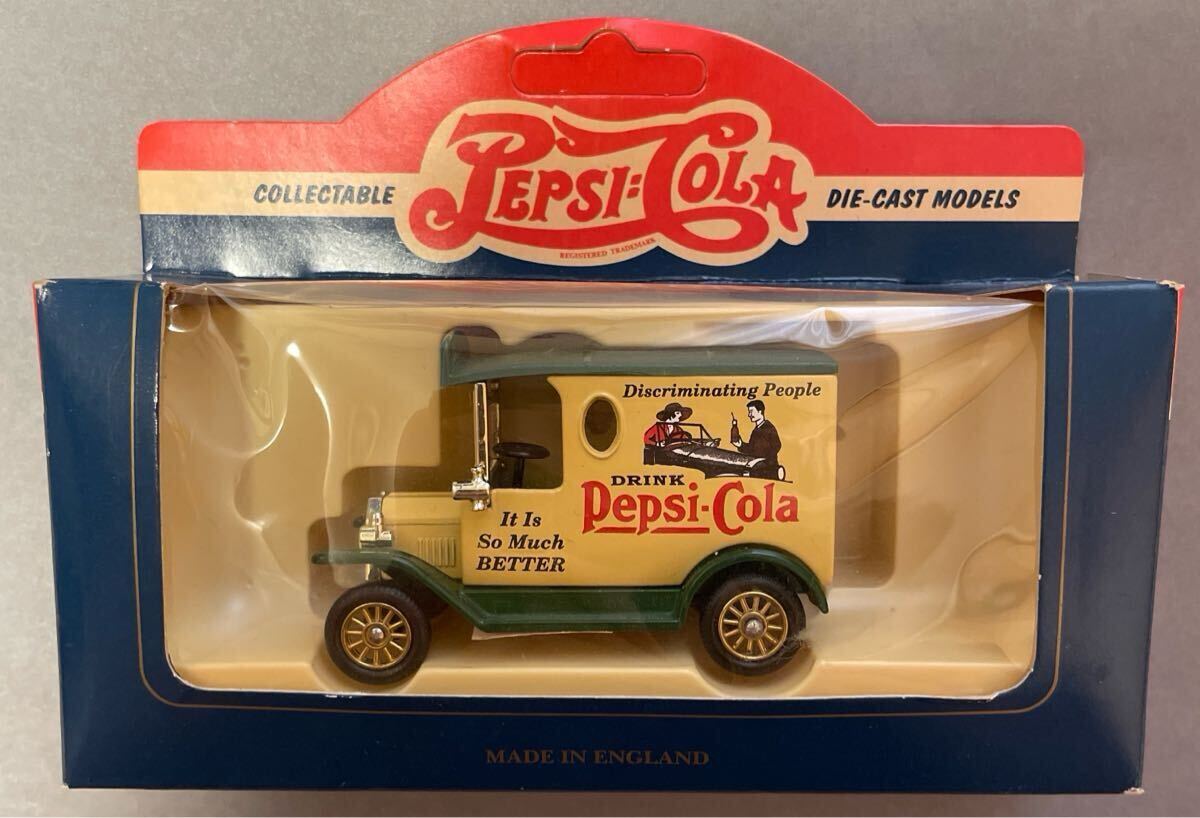 PEPSI=COLA
COLLECTABLE
DIE-CAST MODELS
REGISTERED TRADEMARK
Discriminating People
DRINK
Pepsi-Cola
It Is
So Much
BETTER
MADE IN ENGLAND